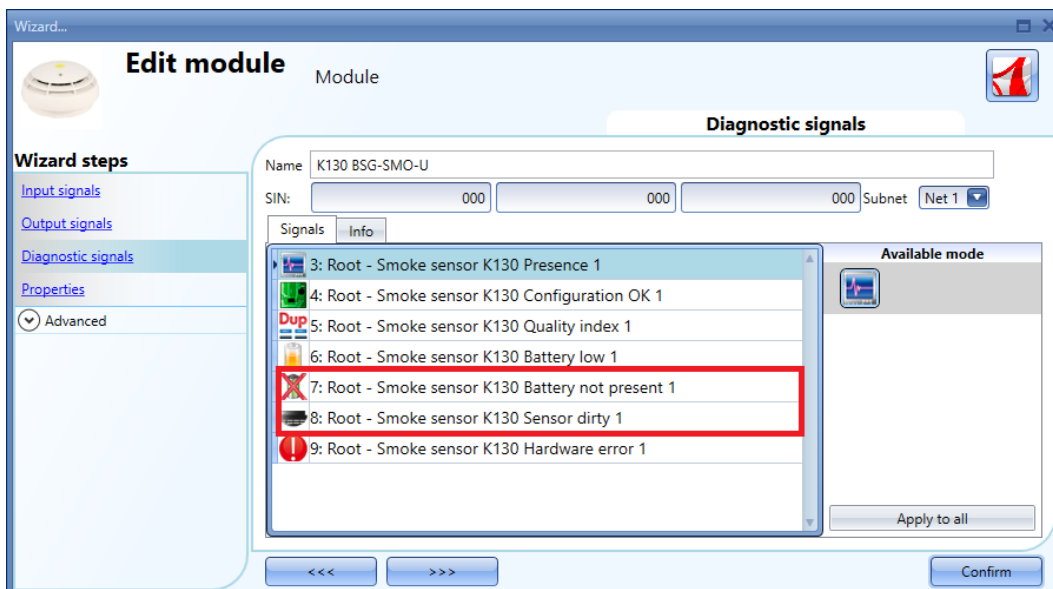 Wizard...
Edit module
Module
Diagnostic signals
Wizard steps
Input signals
Output signals
Diagnostic signals
Properties
Advanced
Name K130 BSG-SMO-U
SIN: 000 000 000 Subnet Net 1
Signals Info
3: Root - Smoke sensor K130 Presence 1
4: Root - Smoke sensor K130 Configuration OK 1
Dup 5: Root - Smoke sensor K130 Quality index 1
6: Root - Smoke sensor K130 Battery low 1
7: Root - Smoke sensor K130 Battery not present 1
8: Root - Smoke sensor K130 Sensor dirty 1
9: Root - Smoke sensor K130 Hardware error 1
Available mode
Apply to all
<<< >>> Confirm